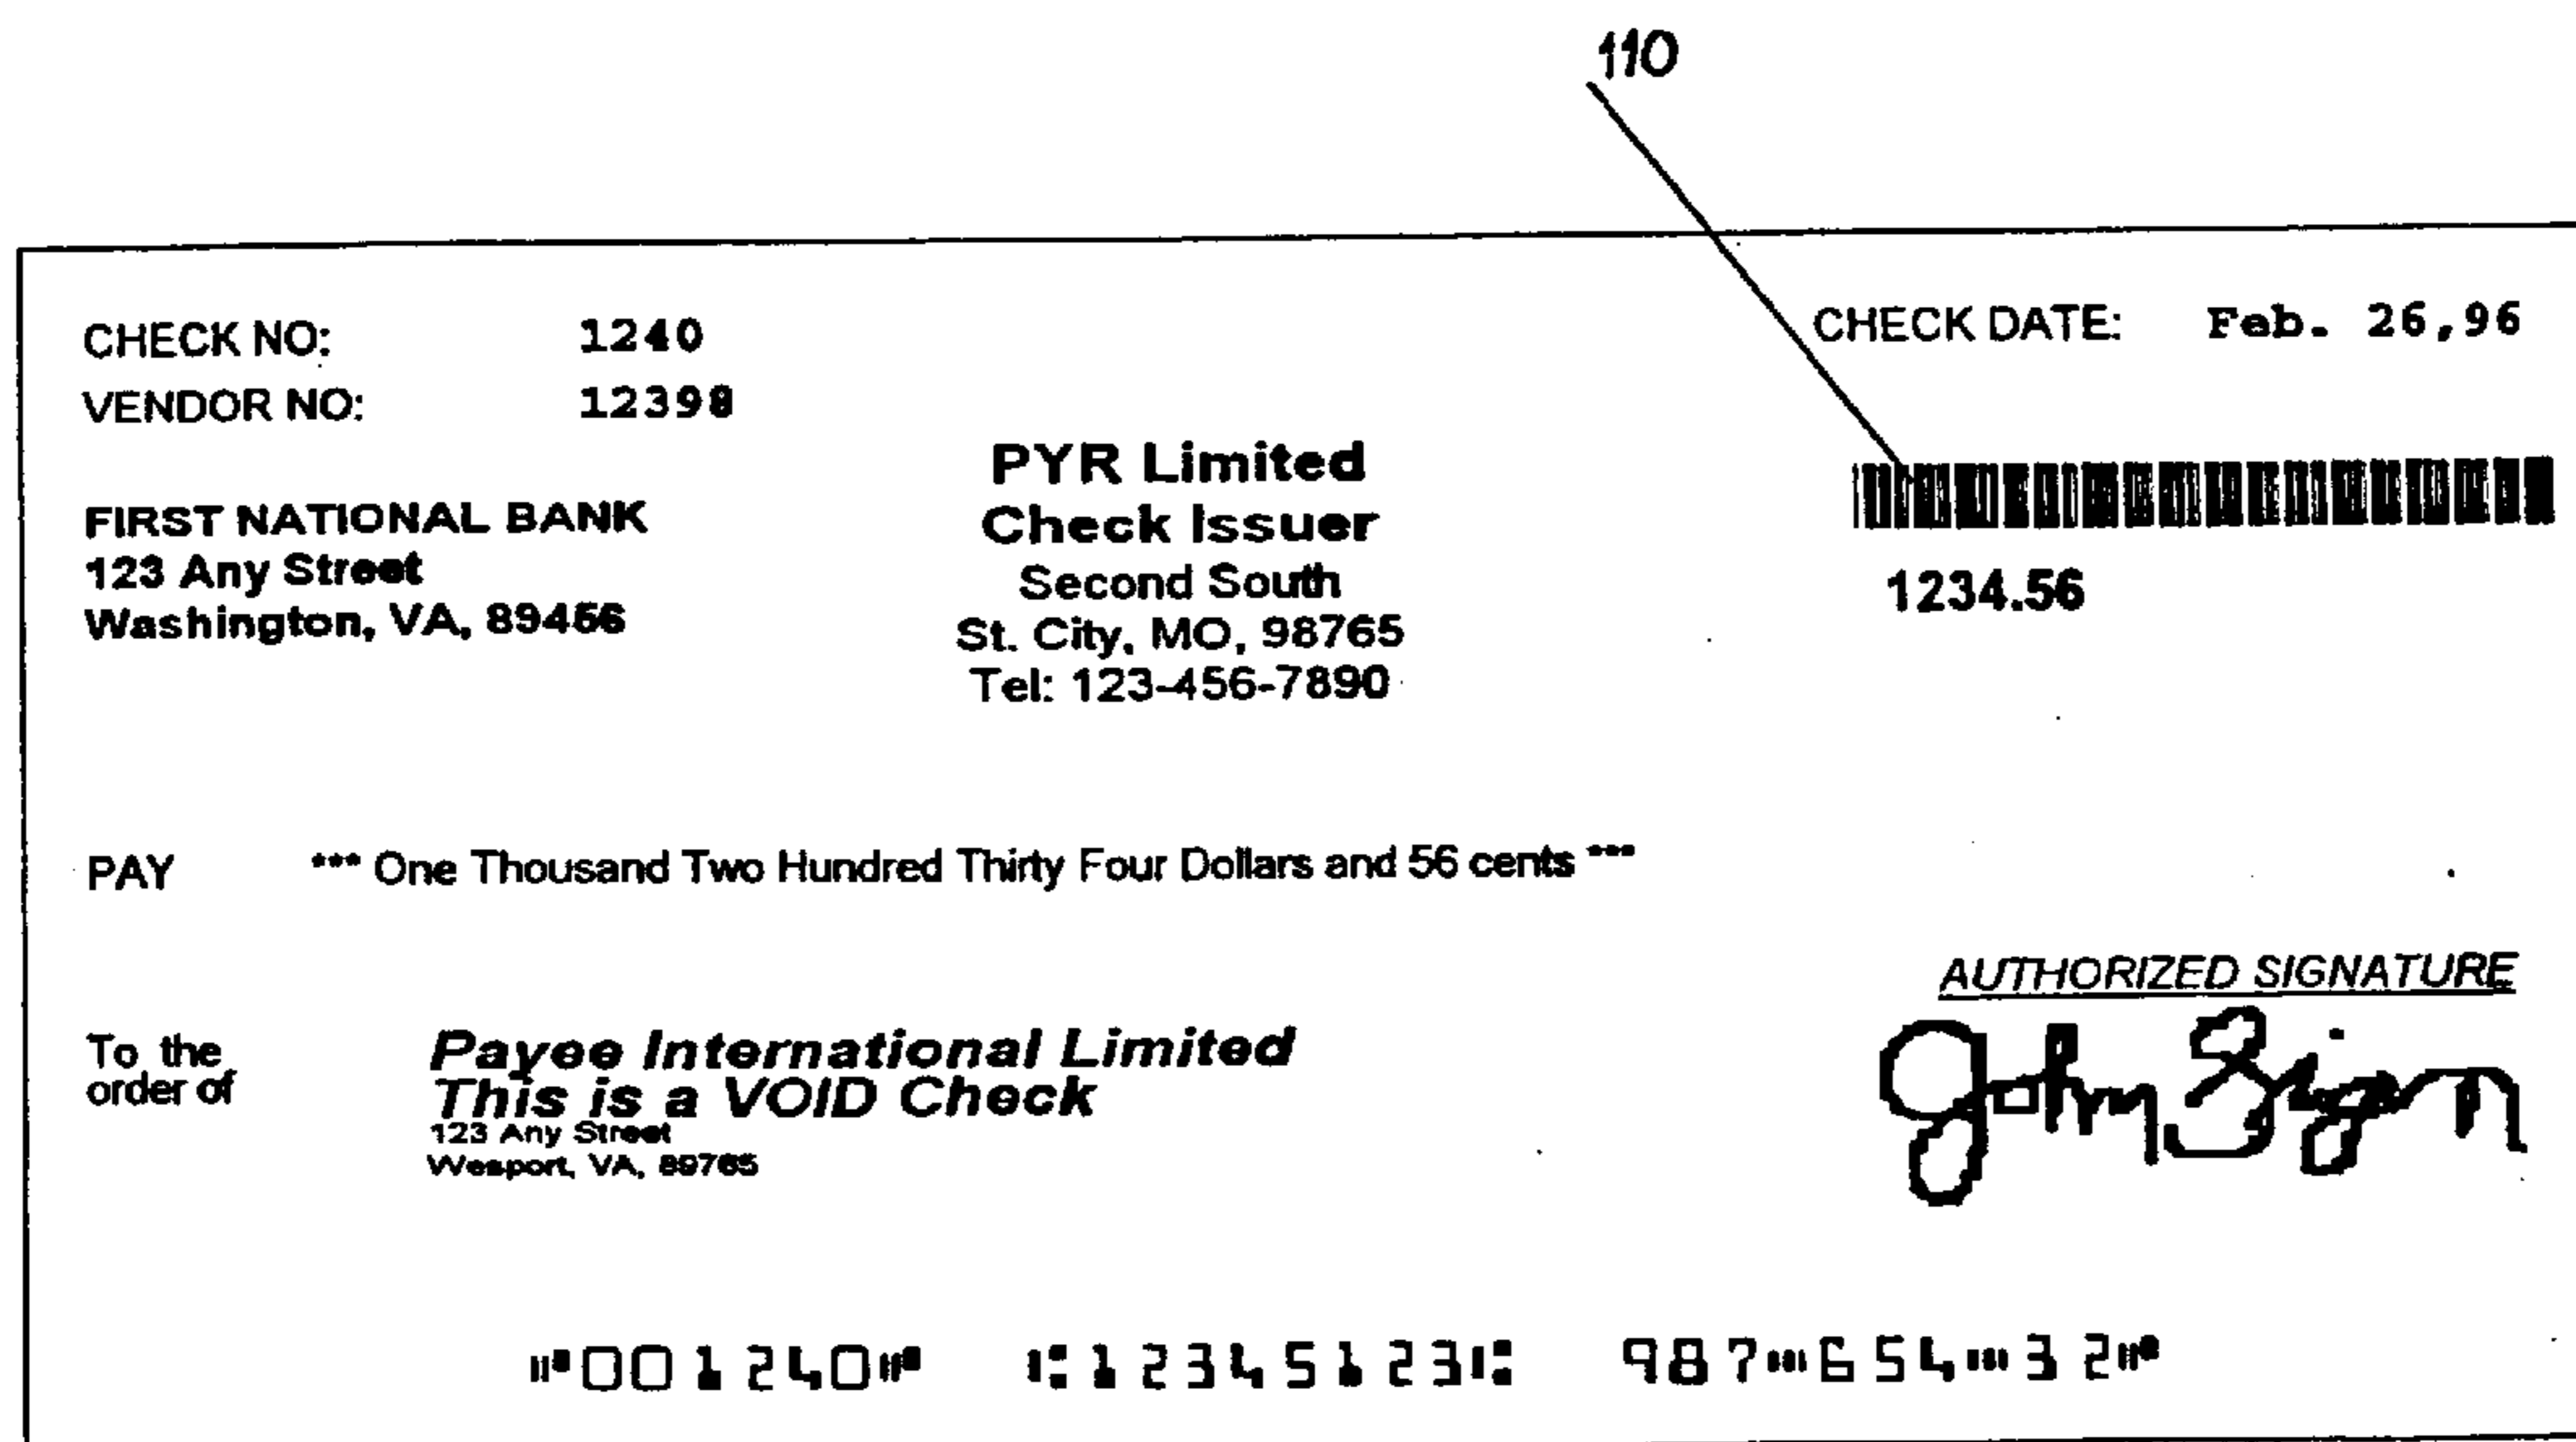 110
CHECK NO: 1240
CHECK DATE: Feb. 26,96
VENDOR NO: 12398
PYR Limited
Check Issuer
Second South
St. City, MO, 98765
Tel: 123-456-7890
FIRST NATIONAL BANK
123 Any Street
Washington, VA, 89456
1234.56
PAY *** One Thousand Two Hundred Thirty Four Dollars and 56 cents ***
AUTHORIZED SIGNATURE
John Sign
To the
order of
Payee International Limited
This is a VOID Check
123 Any Street
Wesport, VA, 89765
⑈001240⑈ ⑆12345123⑆ 987⑉654⑉32⑈